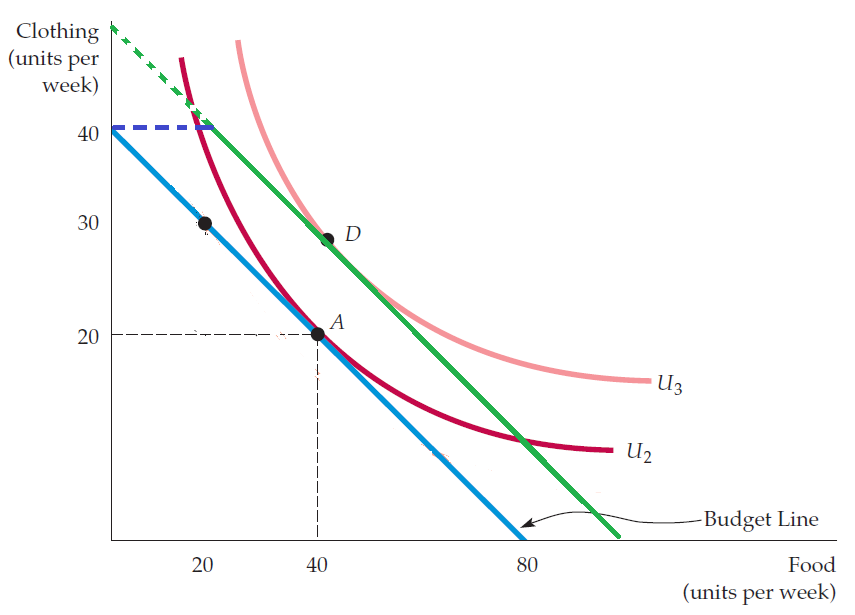 Clothing
(units per
week)
40
30
20
D
A
U3
U2
Budget Line
20
40
80
Food
(units per week)